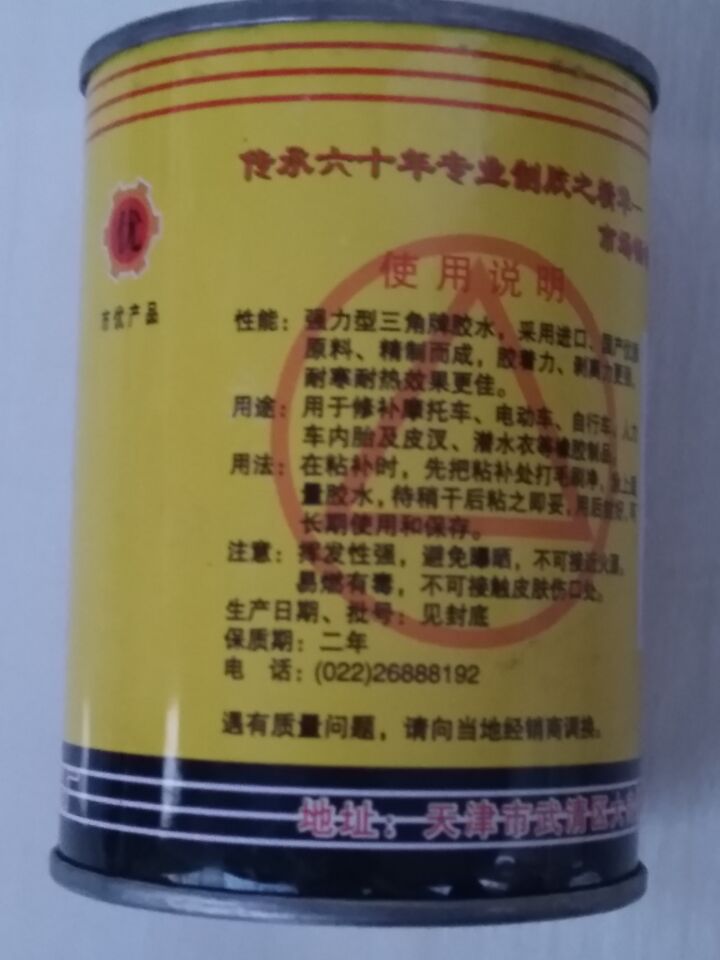 传承六十年专业制胶之精华一
优
使用说明
市优产品
性能：强力型三角牌胶水，采用进口、国产优质
原料、精制而成，胶着力、剥离力更强，
耐寒耐热效果更佳。
用途：用于修补摩托车、电动车、自行车、人力
车内胎及皮汊、潜水衣等橡胶制品。
用法：在粘补时，先把粘补处打毛刷净，涂上适
量胶水，待稍干后粘之即妥，用后封好，可
长期使用和保存。
注意：挥发性强，避免曝晒，不可接近火源。
易燃有毒，不可接触皮肤伤口处。
生产日期、批号：见封底
保质期：二年
电 话：(022)26888192
遇有质量问题，请向当地经销商调换。
地址：天津市武清区大